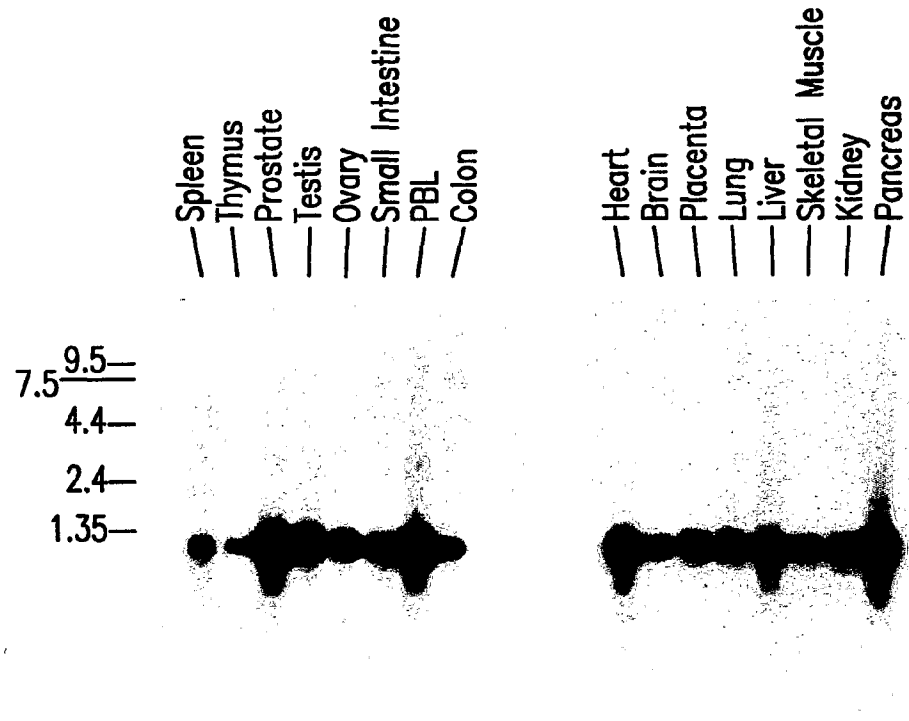 Spleen
Thymus
Prostate
Testis
Ovary
Small Intestine
PBL
Colon
Heart
Brain
Placenta
Lung
Liver
Skeletal Muscle
Kidney
Pancreas
9.5
7.5
4.4
2.4
1.35